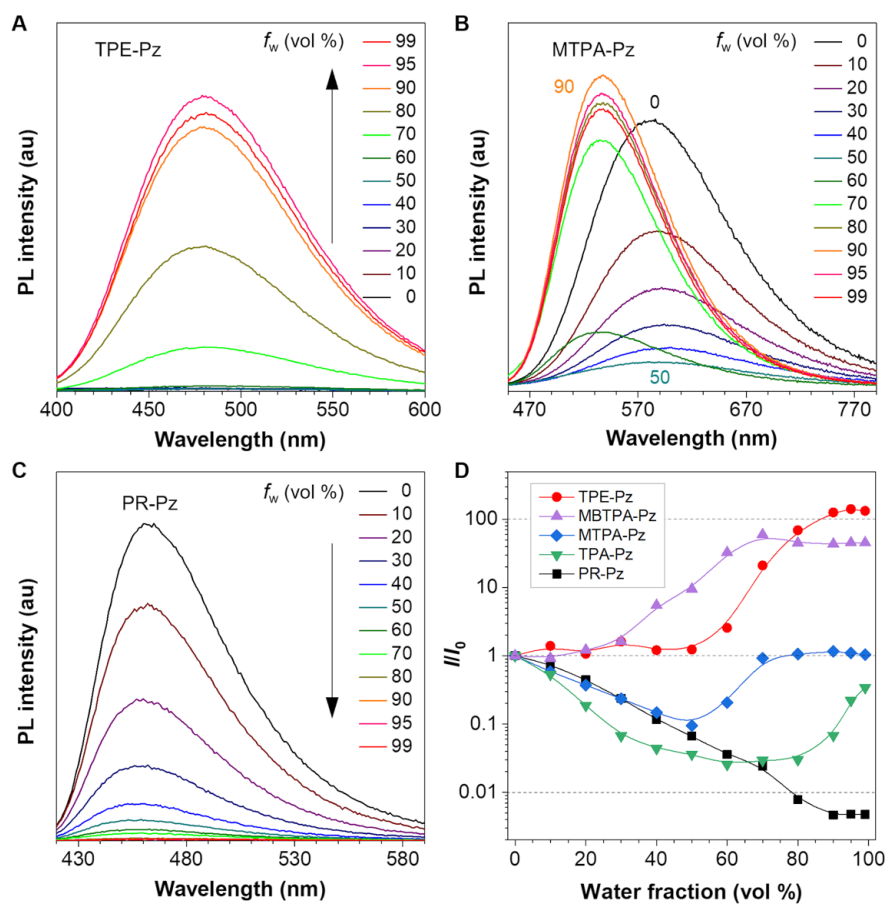 A
TPE-Pz
fw (vol %)
99
95
90
80
70
60
50
40
30
20
10
0
PL intensity (au)
400 450 500 550 600
Wavelength (nm)
B
MTPA-Pz
fw (vol %)
0
10
20
30
40
50
60
70
80
90
95
99
90
0
50
PL intensity (au)
470 570 670 770
Wavelength (nm)
C
PR-Pz
fw (vol %)
0
10
20
30
40
50
60
70
80
90
95
99
PL intensity (au)
430 480 530 580
Wavelength (nm)
D
TPE-Pz
MBTPA-Pz
MTPA-Pz
TPA-Pz
PR-Pz
100
10
1
0.1
0.01
I/I0
0 20 40 60 80 100
Water fraction (vol %)